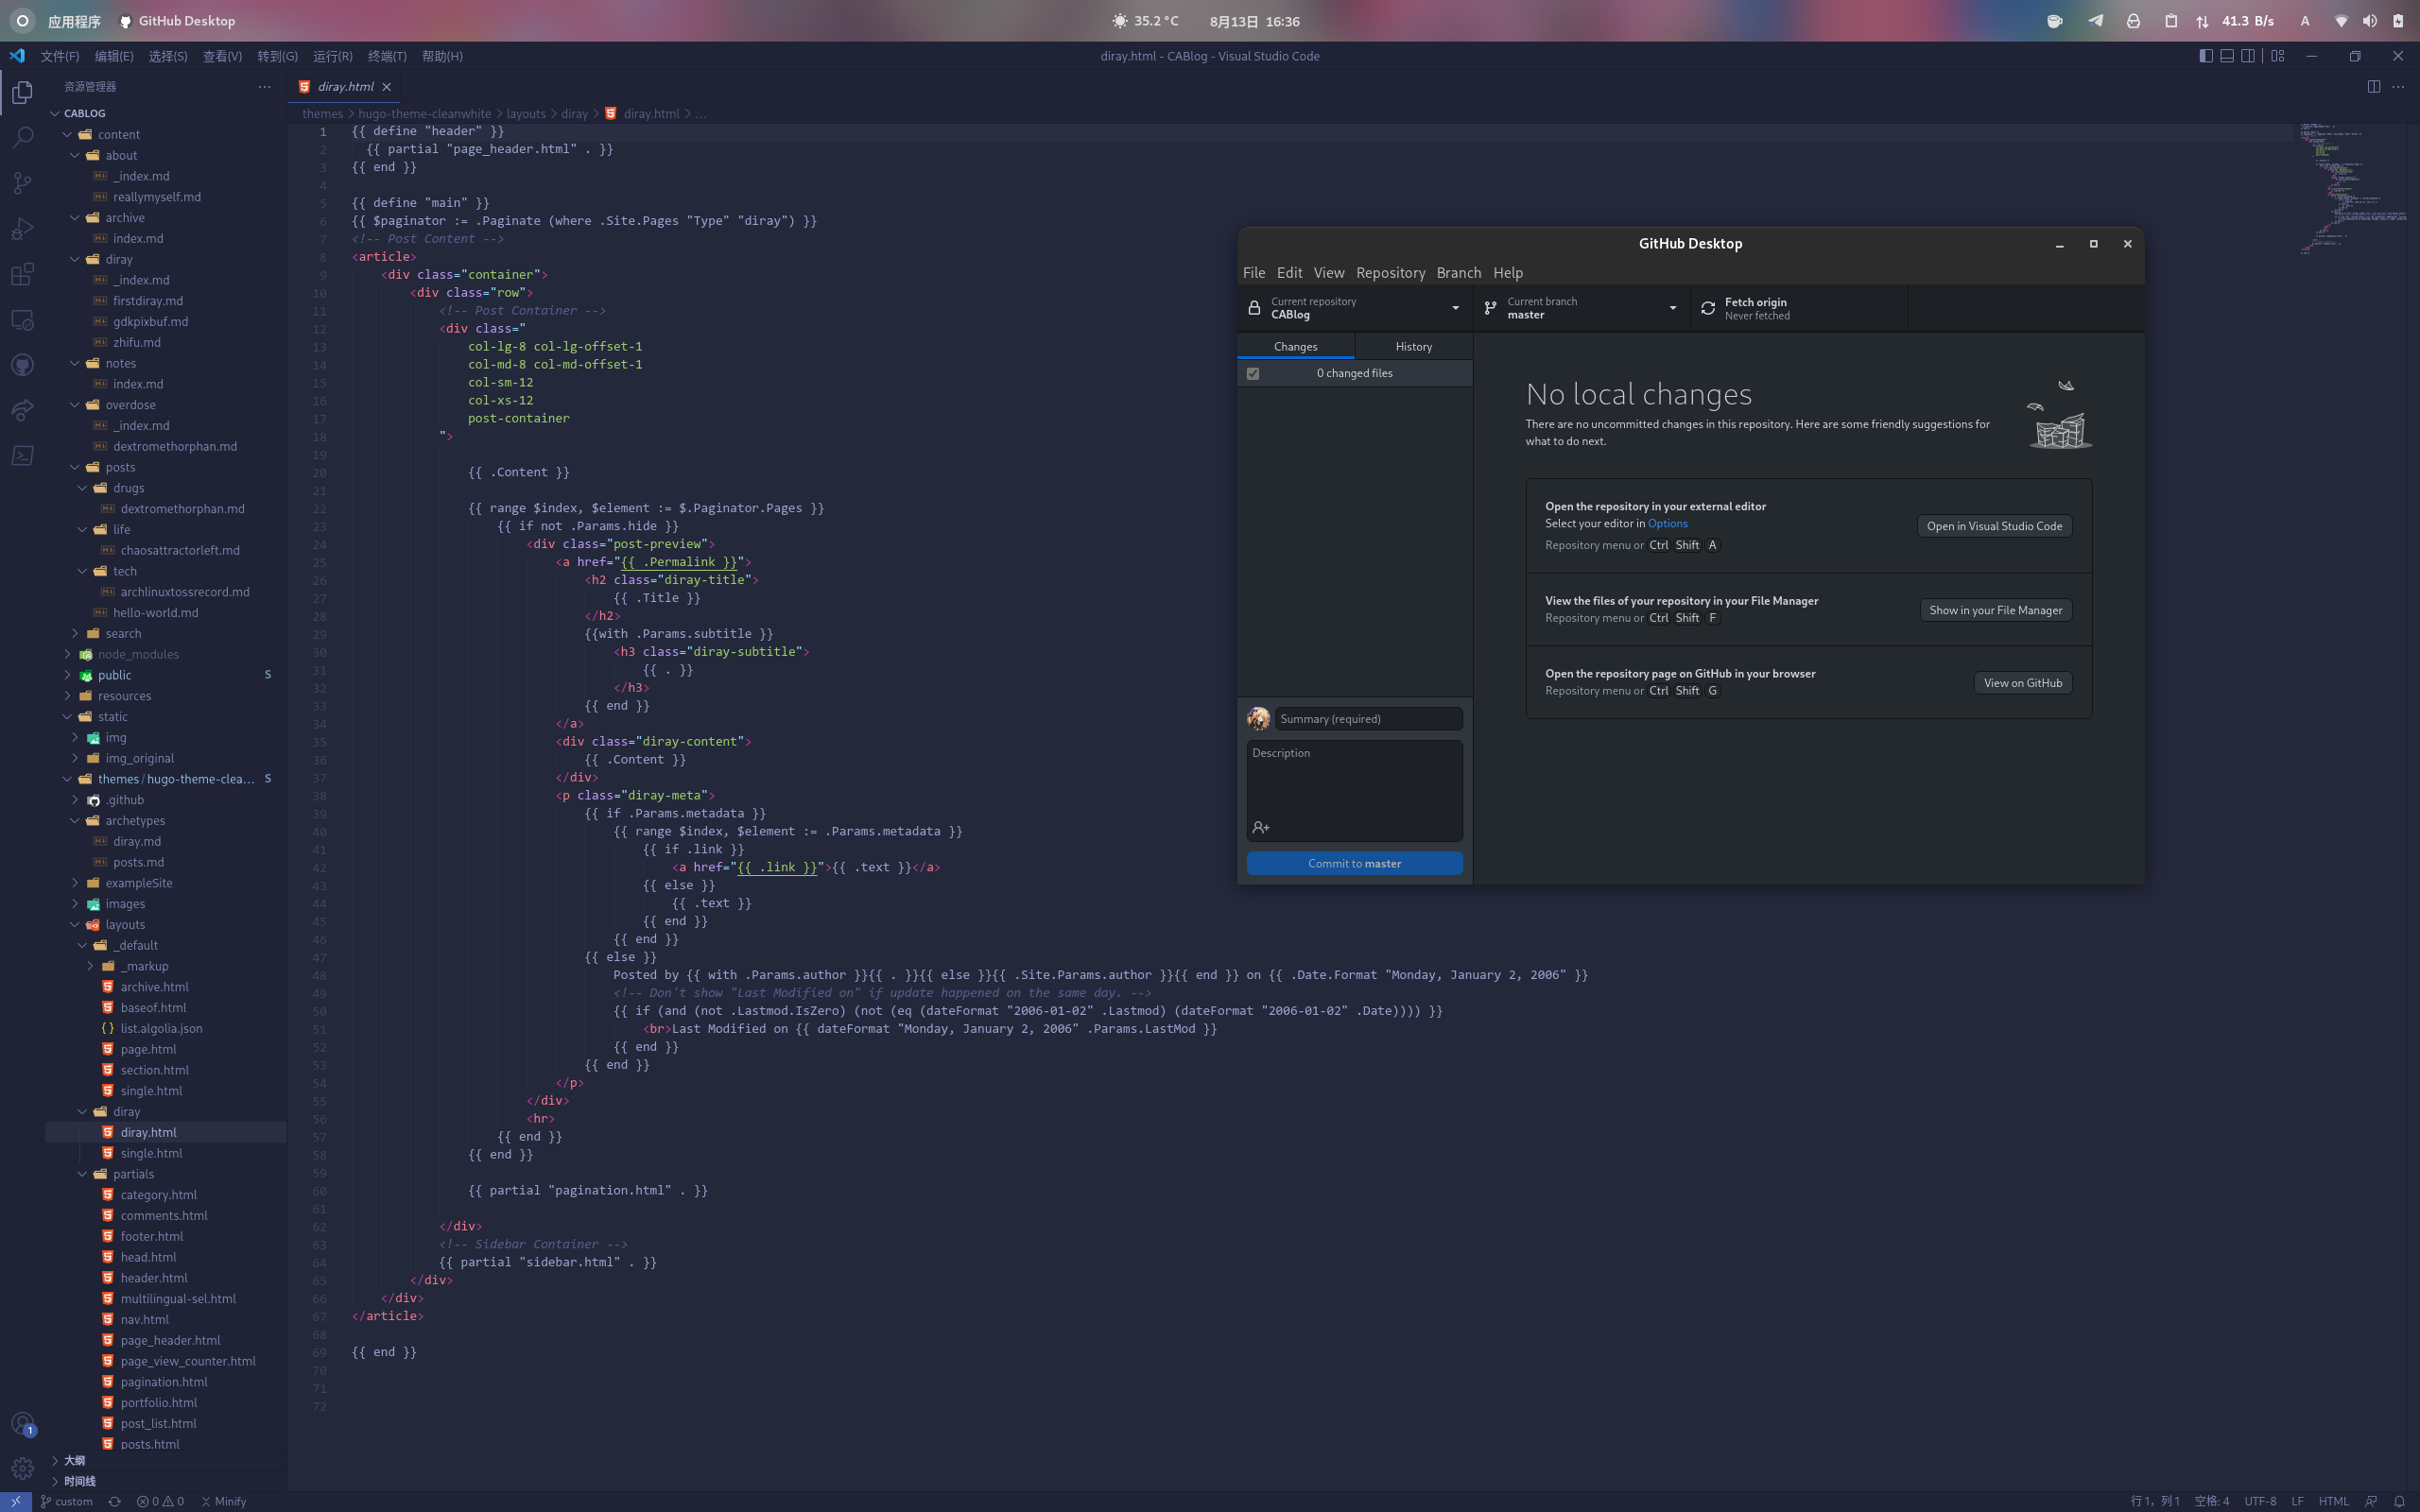 应用程序 GitHub Desktop 35.2 °C 8月13日 16:36 41.3 B/s A
文件(F) 编辑(E) 选择(S) 查看(V) 转到(G) 运行(R) 终端(T) 帮助(H) diray.html - CABlog - Visual Studio Code
资源管理器
CABLOG
content
about
_index.md
reallymyself.md
archive
index.md
diray
_index.md
firstdiray.md
gdkpixbuf.md
zhifu.md
notes
index.md
overdose
_index.md
dextromethorphan.md
posts
drugs
dextromethorphan.md
life
chaosattractorleft.md
tech
archlinuxtossrecord.md
hello-world.md
search
node_modules
public S
resources
static
img
img_original
themes / hugo-theme-clea... S
.github
archetypes
diray.md
posts.md
exampleSite
images
layouts
_default
_markup
archive.html
baseof.html
list.algolia.json
page.html
section.html
single.html
diray
diray.html
single.html
partials
category.html
comments.html
footer.html
head.html
header.html
multilingual-sel.html
nav.html
page_header.html
page_view_counter.html
pagination.html
portfolio.html
post_list.html
posts.html
大纲
时间线
diray.html
themes > hugo-theme-cleanwhite > layouts > diray > diray.html > ...
1 {{ define "header" }}
2 {{ partial "page_header.html" . }}
3 {{ end }}
4
5 {{ define "main" }}
6 {{ $paginator := .Paginate (where .Site.Pages "Type" "diray") }}
7 <!-- Post Content -->
8 <article>
9 <div class="container">
10 <div class="row">
11 <!-- Post Container -->
12 <div class="
13 col-lg-8 col-lg-offset-1
14 col-md-8 col-md-offset-1
15 col-sm-12
16 col-xs-12
17 post-container
18 ">
19
20 {{ .Content }}
21
22 {{ range $index, $element := $.Paginator.Pages }}
23 {{ if not .Params.hide }}
24 <div class="post-preview">
25 <a href="{{ .Permalink }}">
26 <h2 class="diray-title">
27 {{ .Title }}
28 </h2>
29 {{with .Params.subtitle }}
30 <h3 class="diray-subtitle">
31 {{ . }}
32 </h3>
33 {{ end }}
34 </a>
35 <div class="diray-content">
36 {{ .Content }}
37 </div>
38 <p class="diray-meta">
39 {{ if .Params.metadata }}
40 {{ range $index, $element := .Params.metadata }}
41 {{ if .link }}
42 <a href="{{ .link }}">{{ .text }}</a>
43 {{ else }}
44 {{ .text }}
45 {{ end }}
46 {{ end }}
47 {{ else }}
48 Posted by {{ with .Params.author }}{{ . }}{{ else }}{{ .Site.Params.author }}{{ end }} on {{ .Date.Format "Monday, January 2, 2006" }}
49 <!-- Don't show "Last Modified on" if update happened on the same day. -->
50 {{ if (and (not .Lastmod.IsZero) (not (eq (dateFormat "2006-01-02" .Lastmod) (dateFormat "2006-01-02" .Date)))) }}
51 <br>Last Modified on {{ dateFormat "Monday, January 2, 2006" .Params.LastMod }}
52 {{ end }}
53 {{ end }}
54 </p>
55 </div>
56 <hr>
57 {{ end }}
58 {{ end }}
59
60 {{ partial "pagination.html" . }}
61
62 </div>
63 <!-- Sidebar Container -->
64 {{ partial "sidebar.html" . }}
65 </div>
66 </div>
67 </article>
68
69 {{ end }}
70
71
72
GitHub Desktop
File Edit View Repository Branch Help
Current repository
CABlog
Current branch
master
Fetch origin
Never fetched
Changes History
0 changed files
Summary (required)
Description
Commit to master
No local changes
There are no uncommitted changes in this repository. Here are some friendly suggestions for
what to do next.
Open the repository in your external editor
Select your editor in Options
Repository menu or Ctrl Shift A
Open in Visual Studio Code
View the files of your repository in your File Manager
Repository menu or Ctrl Shift F
Show in your File Manager
Open the repository page on GitHub in your browser
Repository menu or Ctrl Shift G
View on GitHub
1
custom 0 0 Minify 行 1，列 1 空格: 4 UTF-8 LF HTML